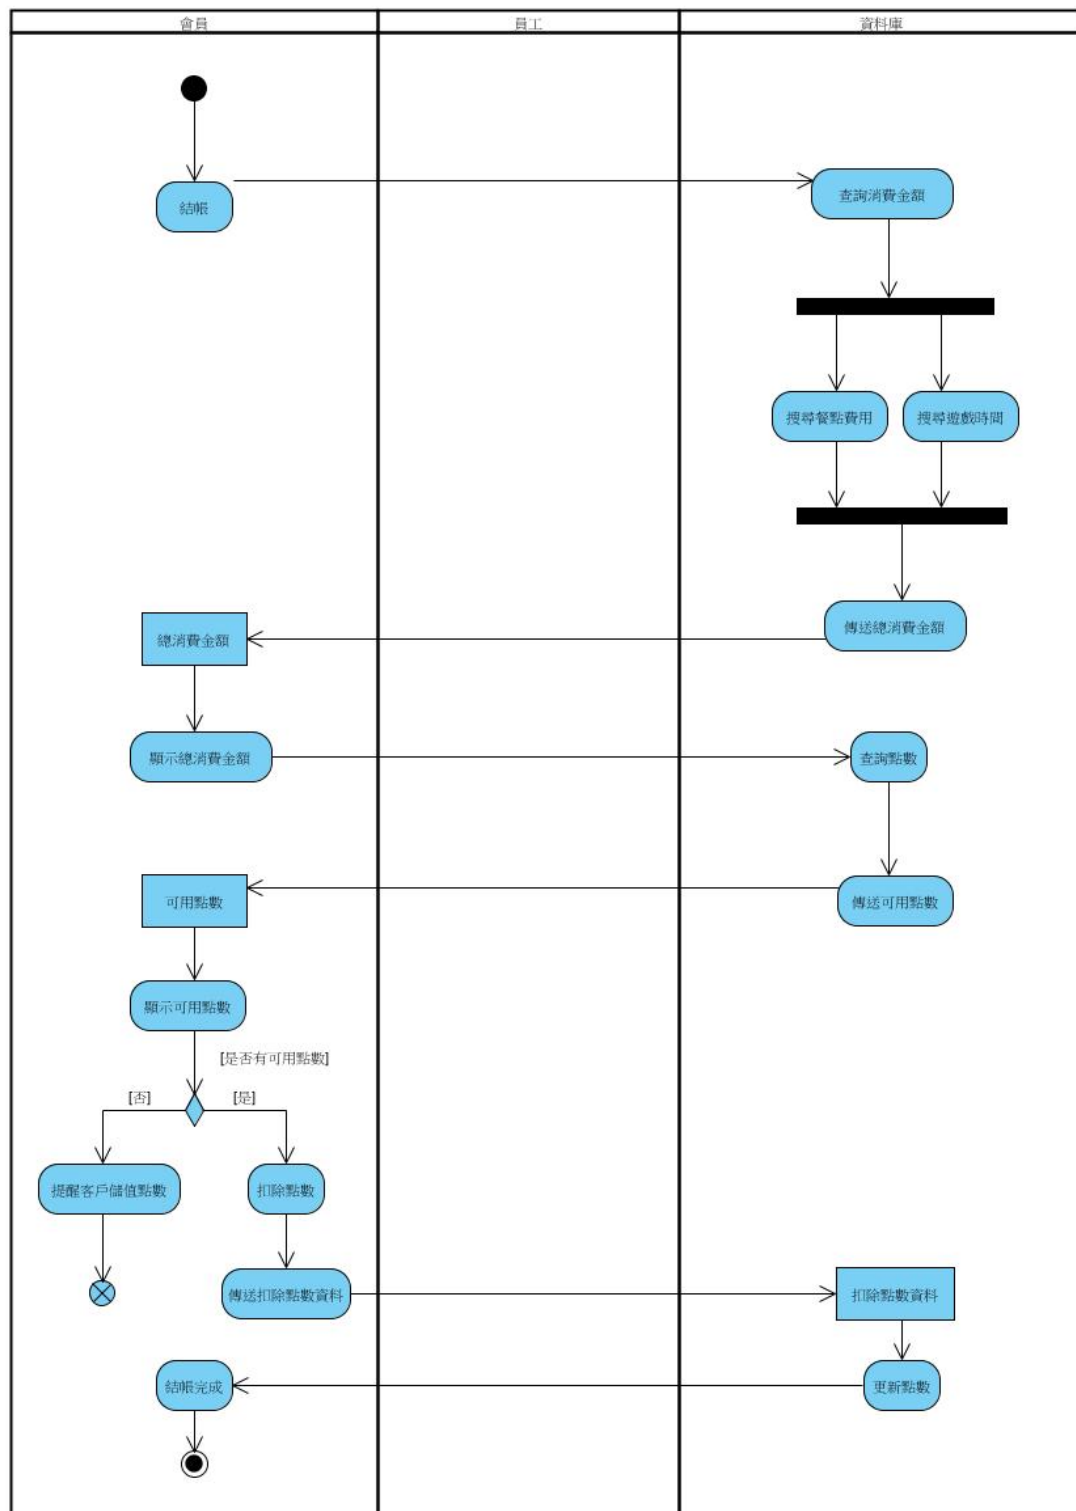 會員
員工
資料庫
結帳
查詢消費金額
搜尋餐點費用
搜尋遊戲時間
傳送總消費金額
總消費金額
顯示總消費金額
查詢點數
可用點數
傳送可用點數
顯示可用點數
[是否有可用點數]
[否]
[是]
提醒客戶儲值點數
扣除點數
傳送扣除點數資料
扣除點數資料
結帳完成
更新點數